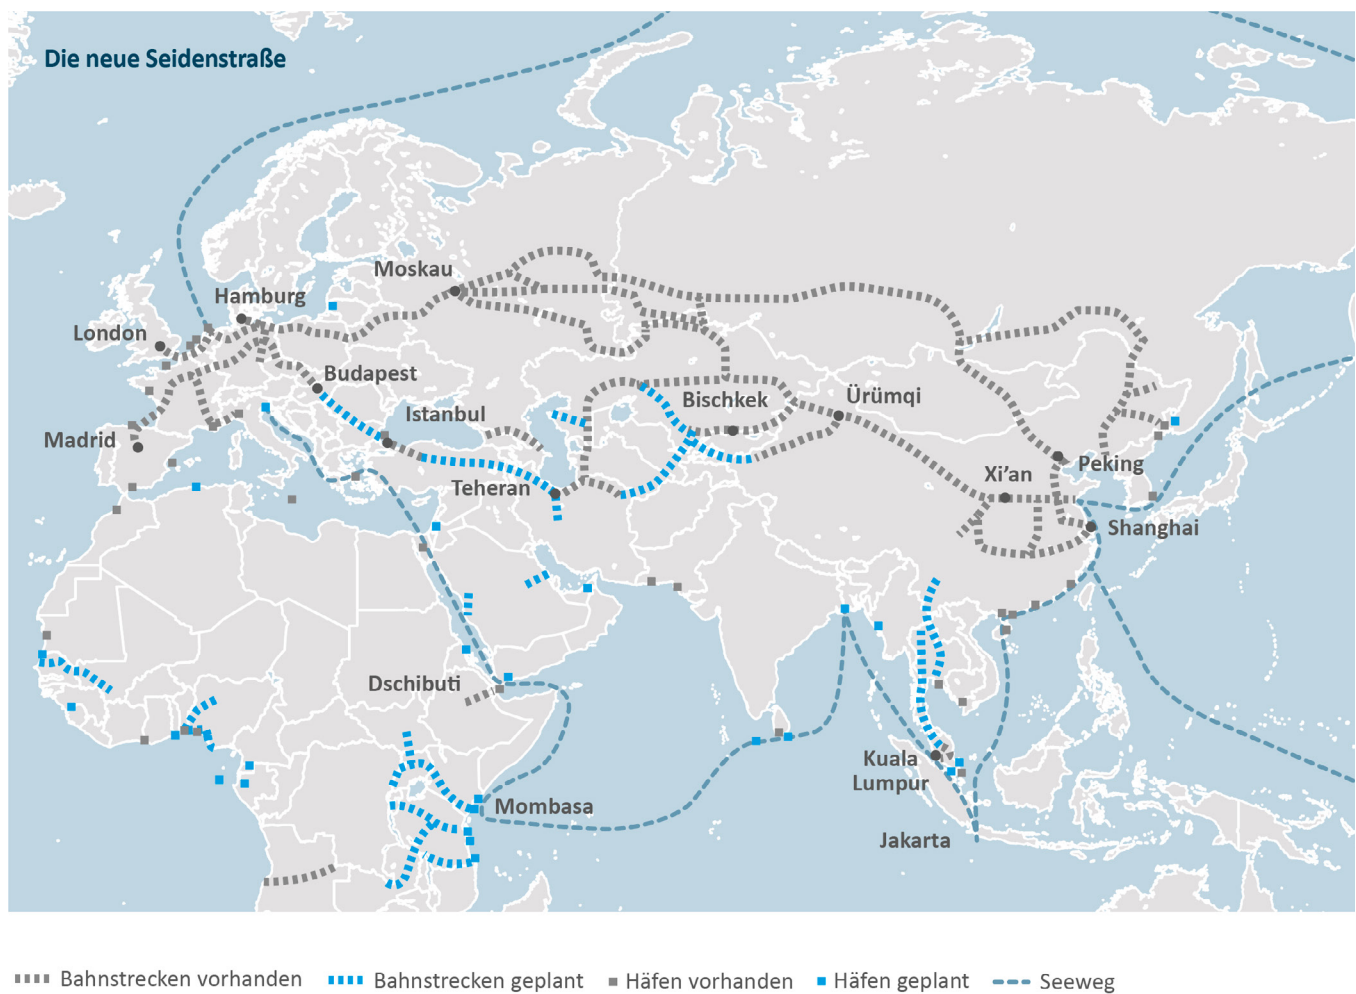 Die neue Seidenstraße
Moskau
Hamburg
London
Budapest
Bischkek
Ürümqi
Istanbul
Madrid
Peking
Teheran
Xi’an
Shanghai
Dschibuti
Kuala
Lumpur
Mombasa
Jakarta
Bahnstrecken vorhanden
Bahnstrecken geplant
Häfen vorhanden
Häfen geplant
Seeweg